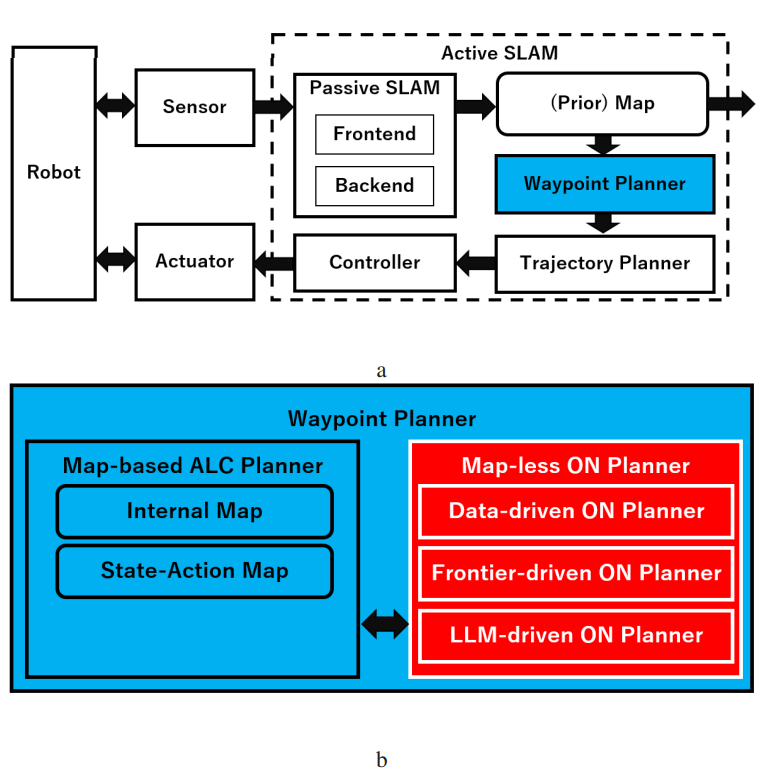 Active SLAM
Robot
Sensor
Passive SLAM
Frontend
Backend
(Prior) Map
Waypoint Planner
Actuator
Controller
Trajectory Planner
a
Waypoint Planner
Map-based ALC Planner
Internal Map
State-Action Map
Map-less ON Planner
Data-driven ON Planner
Frontier-driven ON Planner
LLM-driven ON Planner
b